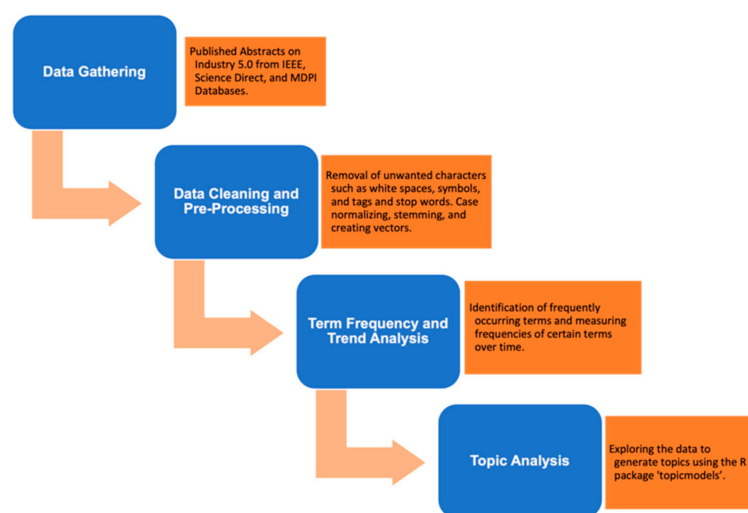 Data Gathering
Published Abstracts on
Industry 5.0 from IEEE,
Science Direct, and MDPI
Databases.
Data Cleaning and
Pre-Processing
Removal of unwanted characters
such as white spaces, symbols,
and tags and stop words. Case
normalizing, stemming, and
creating vectors.
Term Frequency and
Trend Analysis
Identification of frequently
occurring terms and measuring
frequencies of certain terms
over time.
Topic Analysis
Exploring the data to
generate topics using the R
package 'topicmodels’.